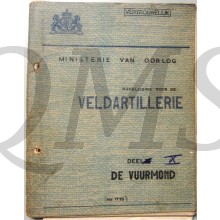 VERTROUWELIJK
MINISTERIE VAN OORLOG
HANDLEIDING VOOR DE
VELDARTILLERIE
DEEL X
DE VUURMOND